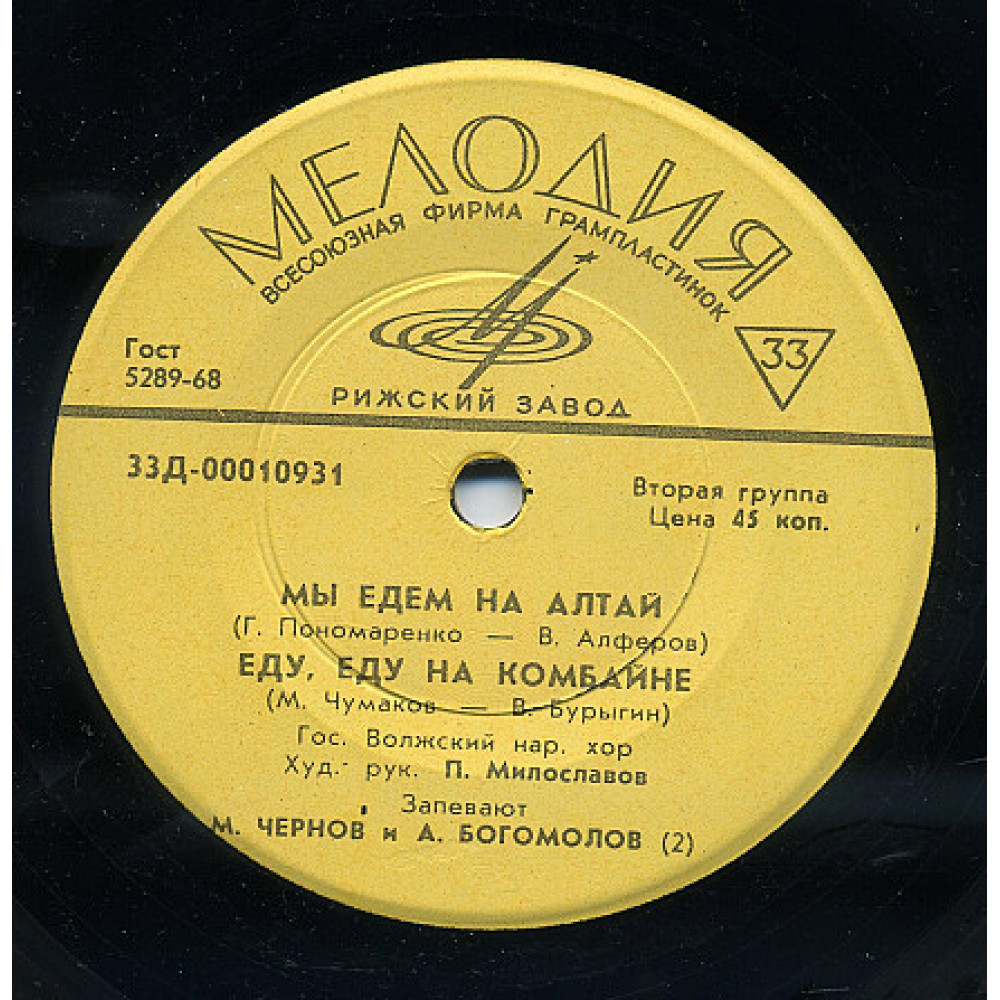 МЕЛОДИЯ
ВСЕСОЮЗНАЯ ФИРМА ГРАМПЛАСТИНОК
33
Гост
5289-68
РИЖСКИЙ ЗАВОД
33Д-00010931
Вторая группа
Цена 45 коп.
МЫ ЕДЕМ НА АЛТАЙ
(Г. Пономаренко — В. Алферов)
ЕДУ, ЕДУ НА КОМБАЙНЕ
(М. Чумаков — В. Бурыгин)
Гос. Волжский нар. хор
Худ. рук. П. Милославов
Запевают
М. ЧЕРНОВ и А. БОГОМОЛОВ (2)